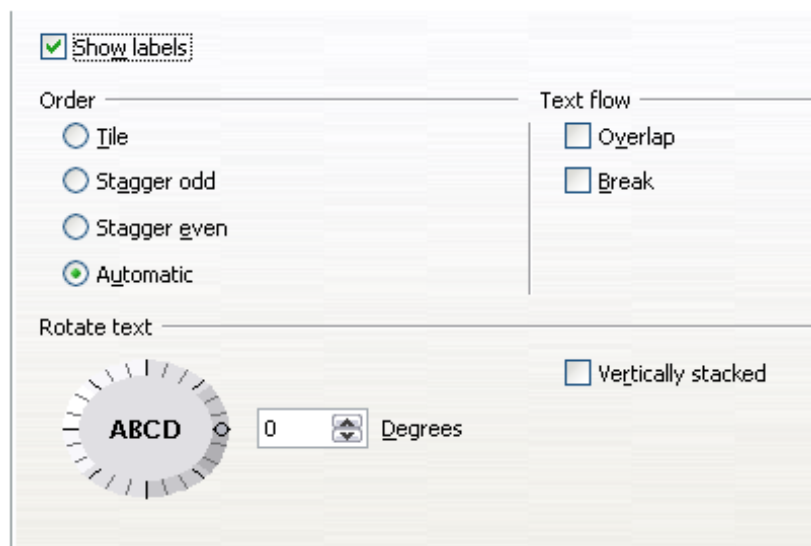 Show labels
Order
Text flow
Tile
Overlap
Stagger odd
Break
Stagger even
Automatic
Rotate text
Vertically stacked
ABCD
0
Degrees